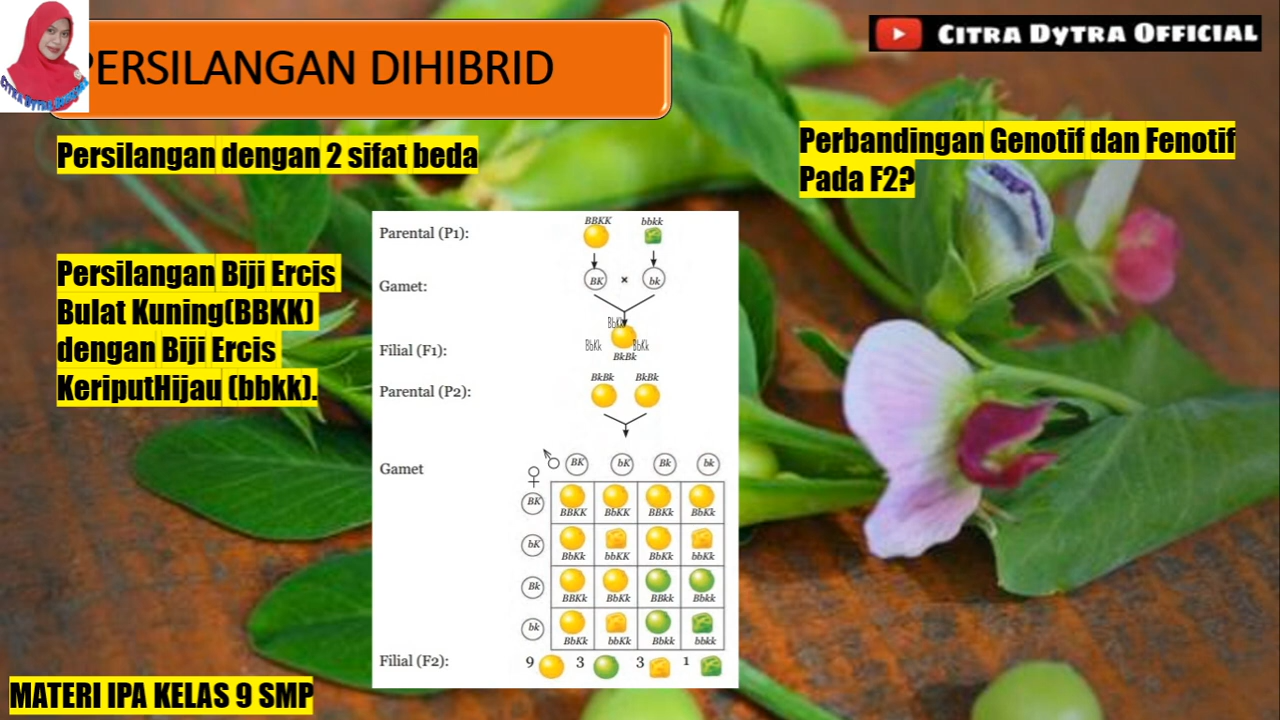 PERSILANGAN DIHIBRID
CITRA DYTRA OFFICIAL
Persilangan dengan 2 sifat beda
Perbandingan Genotif dan Fenotif
Pada F2?
Persilangan Biji Ercis
Bulat Kuning(BBKK)
dengan Biji Ercis
KeriputHijau (bbkk).
BBKK bbkk
Parental (P1):
Gamet: BK × bk
BbKk
BbKk BbKk
Filial (F1): BkBk
BkBk BkBk
Parental (P2):
Gamet ♀ ♂ BK bK Bk bk
BK BBKK BbKK BBKk BbKk
bK BbKk bbKK BbKk bbKk
Bk BBKk BbKk BBkk Bbkk
bk BbKk bbKk Bbkk bbkk
Filial (F2): 9 3 3 1
MATERI IPA KELAS 9 SMP